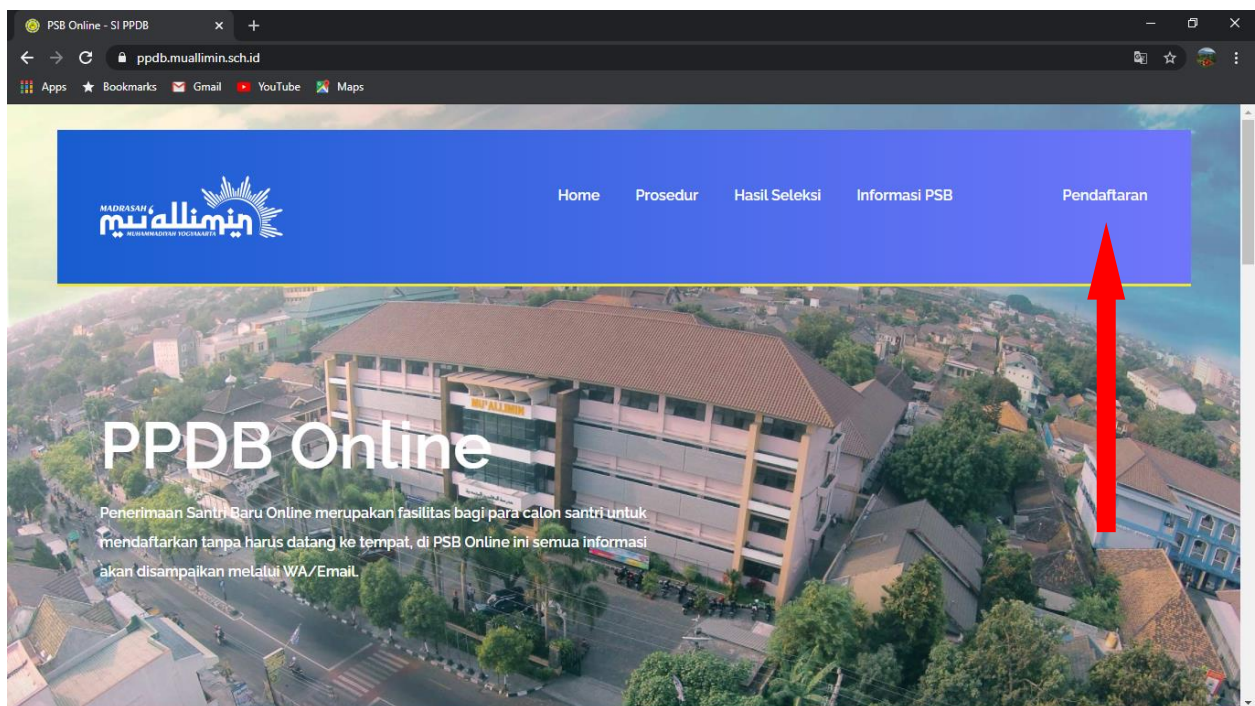 PSB Online - SI PPDB
ppdb.muallimin.sch.id
Apps Bookmarks Gmail YouTube Maps
MADRASAH
mu'allimin
MUHAMMADIYAH YOGYAKARTA
Home Prosedur Hasil Seleksi Informasi PSB Pendaftaran
MU'ALLIMIN
PPDB Online
Penerimaan Santri Baru Online merupakan fasilitas bagi para calon santri untuk
mendaftarkan tanpa harus datang ke tempat, di PSB Online ini semua informasi
akan disampaikan melalui WA/Email.